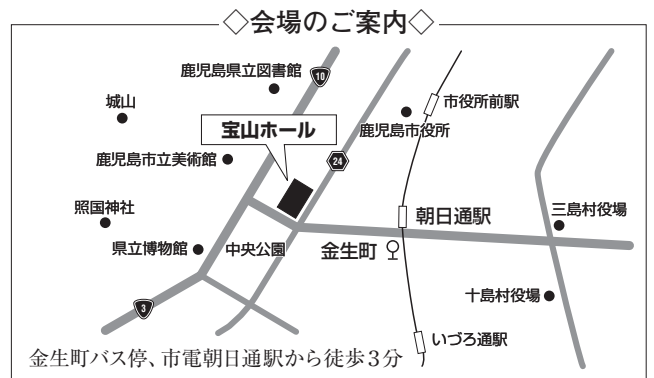 ◇会場のご案内◇
鹿児島県立図書館
10
城山
市役所前駅
宝山ホール
鹿児島市役所
鹿児島市立美術館
24
照国神社
朝日通駅
三島村役場
県立博物館
中央公園
金生町
十島村役場
3
いづろ通駅
金生町バス停、市電朝日通駅から徒歩3分